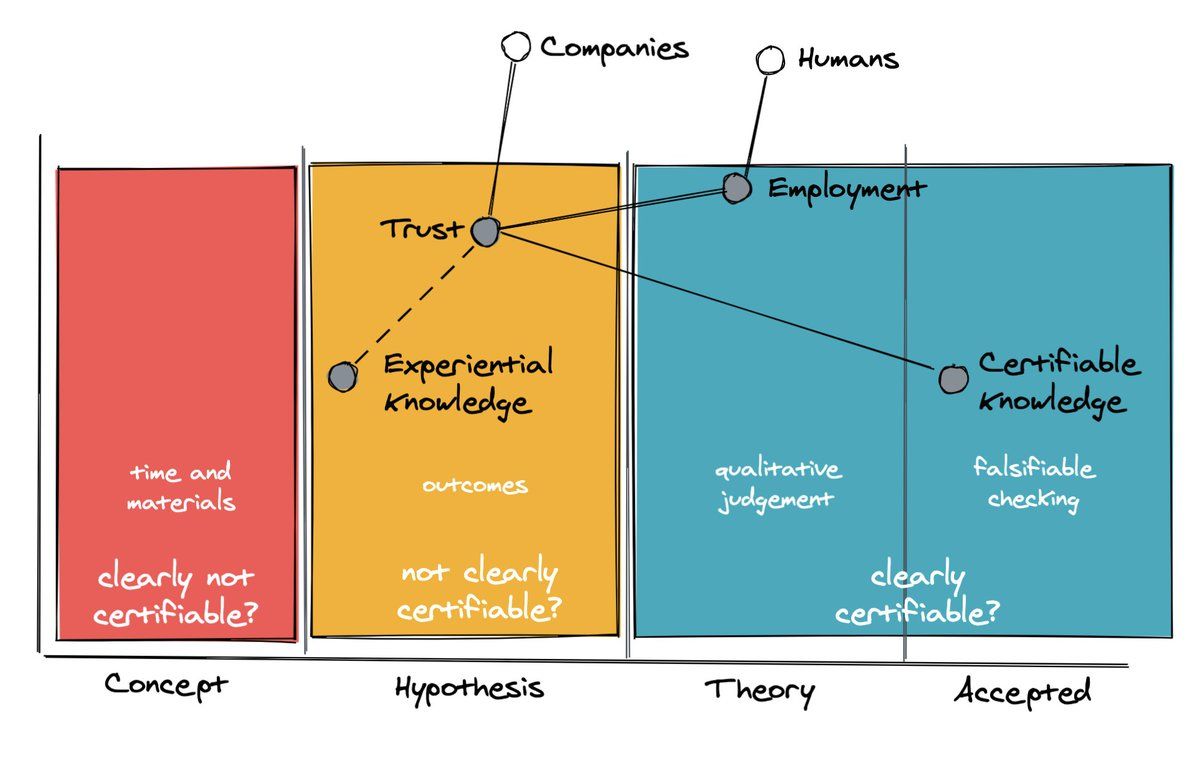 Companies
Humans
Employment
Trust
Experiential
Knowledge
Certifiable
Knowledge
time and
materials
outcomes
qualitative
judgement
falsifiable
checking
clearly not
certifiable?
not clearly
certifiable?
clearly
certifiable?
Concept
Hypothesis
Theory
Accepted